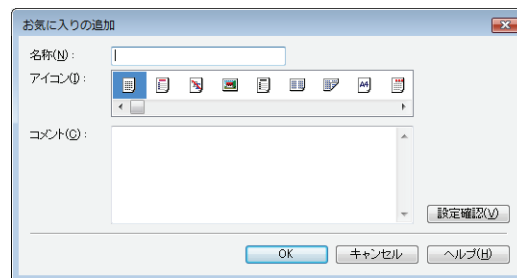 お気に入りの追加
名称(N):
アイコン(I):
A4
コメント(C):
設定確認(V)
OK
キャンセル
ヘルプ(H)